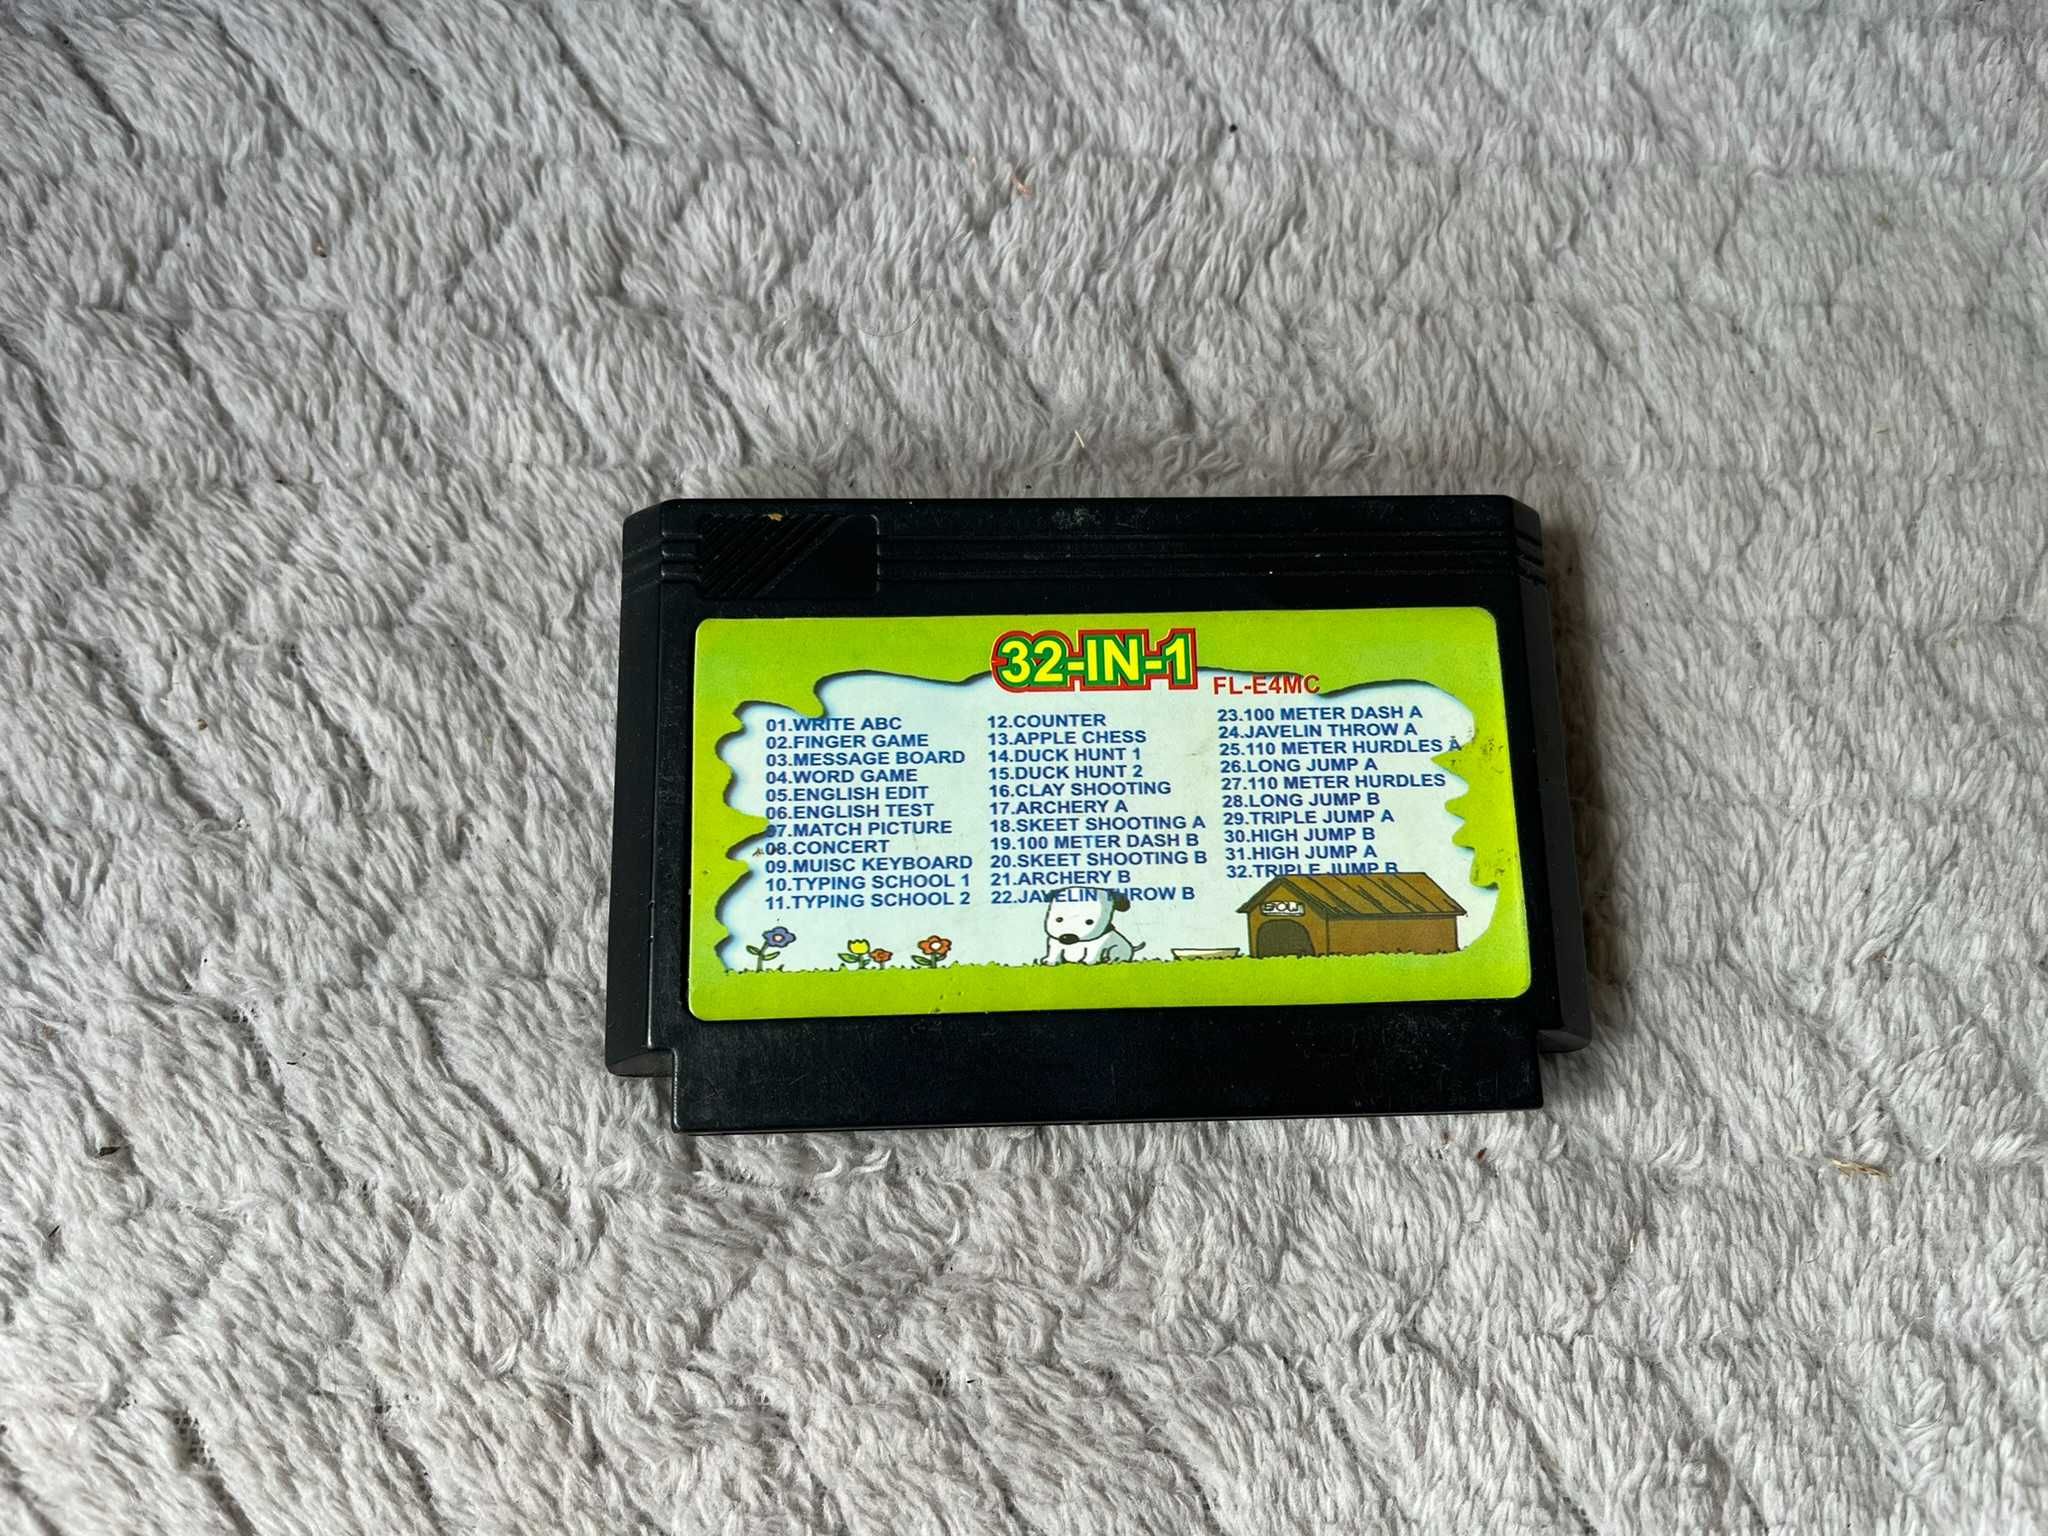 32-IN-1
FL-E4MC
01.WRITE ABC
02.FINGER GAME
03.MESSAGE BOARD
04.WORD GAME
05.ENGLISH EDIT
06.ENGLISH TEST
07.MATCH PICTURE
08.CONCERT
09.MUISC KEYBOARD
10.TYPING SCHOOL 1
11.TYPING SCHOOL 2
12.COUNTER
13.APPLE CHESS
14.DUCK HUNT 1
15.DUCK HUNT 2
16.CLAY SHOOTING
17.ARCHERY A
18.SKEET SHOOTING A
19.100 METER DASH B
20.SKEET SHOOTING B
21.ARCHERY B
22.JAVELIN THROW B
23.100 METER DASH A
24.JAVELIN THROW A
25.110 METER HURDLES A
26.LONG JUMP A
27.110 METER HURDLES
28.LONG JUMP B
29.TRIPLE JUMP A
30.HIGH JUMP B
31.HIGH JUMP A
32.TRIPLE JUMP B